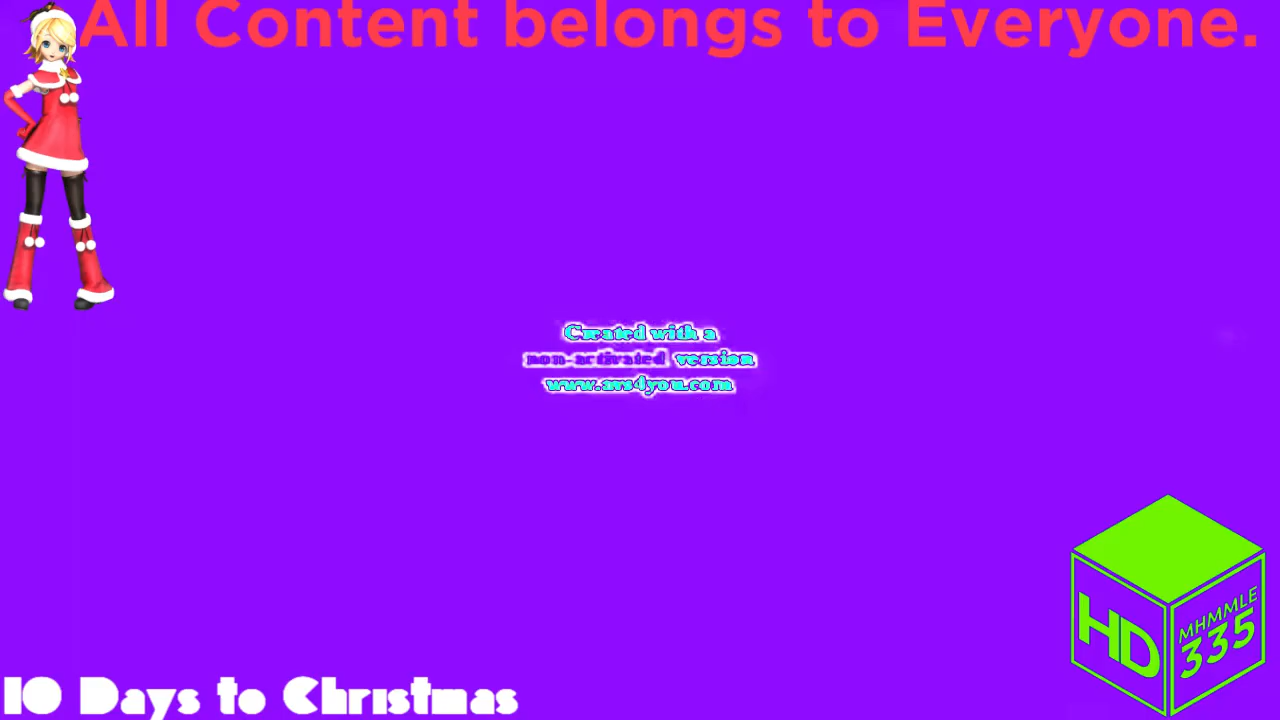 All Content belongs to Everyone.
Created with a
non-activated version
www.avs4you.com
HD
MHMMLE
335
10 Days to Christmas